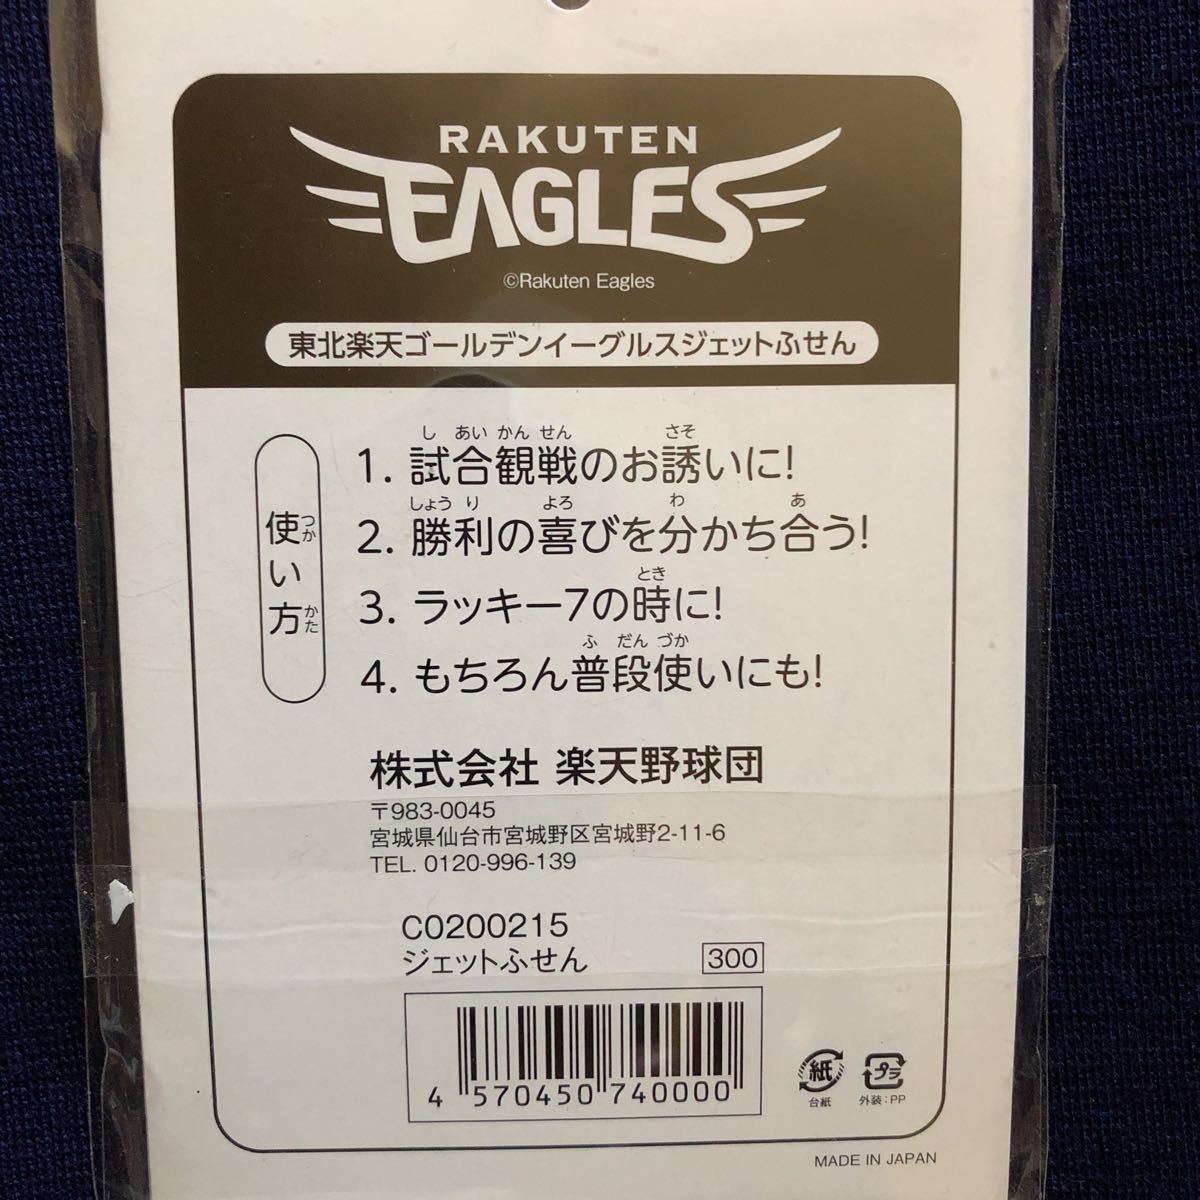 RAKUTEN
EAGLES
©Rakuten Eagles
東北楽天ゴールデンイーグルスジェットふせん
使い方
つか
かた
し あい かん せん さそ
1. 試合観戦のお誘いに!
しょう り よろ わ あ
2. 勝利の喜びを分かち合う!
とき
3. ラッキー7の時に!
ふ だん づか
4. もちろん普段使いにも!
株式会社 楽天野球団
〒983-0045
宮城県仙台市宮城野区宮城野2-11-6
TEL. 0120-996-139
C0200215
ジェットふせん 300
4 570450 740000
紙
台紙
プラ
外装:PP
MADE IN JAPAN